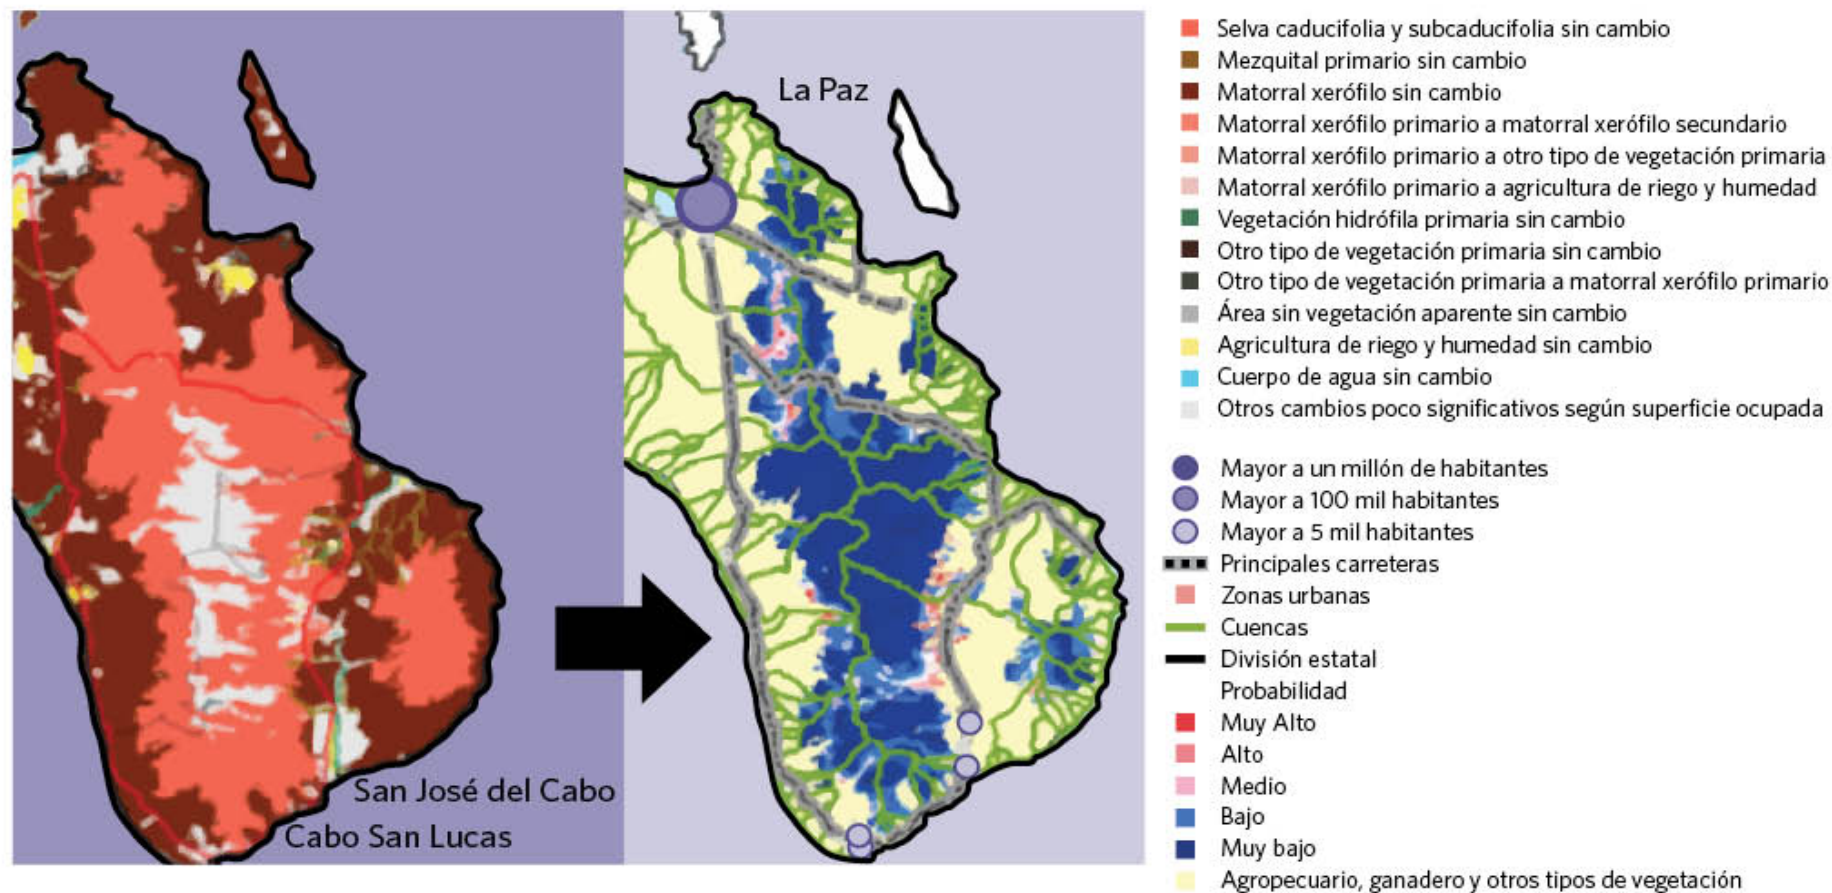 La Paz
San José del Cabo
Cabo San Lucas
Selva caducifolia y subcaducifolia sin cambio
Mezquital primario sin cambio
Matorral xerófilo sin cambio
Matorral xerófilo primario a matorral xerófilo secundario
Matorral xerófilo primario a otro tipo de vegetación primaria
Matorral xerófilo primario a agricultura de riego y humedad
Vegetación hidrófila primaria sin cambio
Otro tipo de vegetación primaria sin cambio
Otro tipo de vegetación primaria a matorral xerófilo primario
Área sin vegetación aparente sin cambio
Agricultura de riego y humedad sin cambio
Cuerpo de agua sin cambio
Otros cambios poco significativos según superficie ocupada
Mayor a un millón de habitantes
Mayor a 100 mil habitantes
Mayor a 5 mil habitantes
Principales carreteras
Zonas urbanas
Cuencas
División estatal
Probabilidad
Muy Alto
Alto
Medio
Bajo
Muy bajo
Agropecuario, ganadero y otros tipos de vegetación